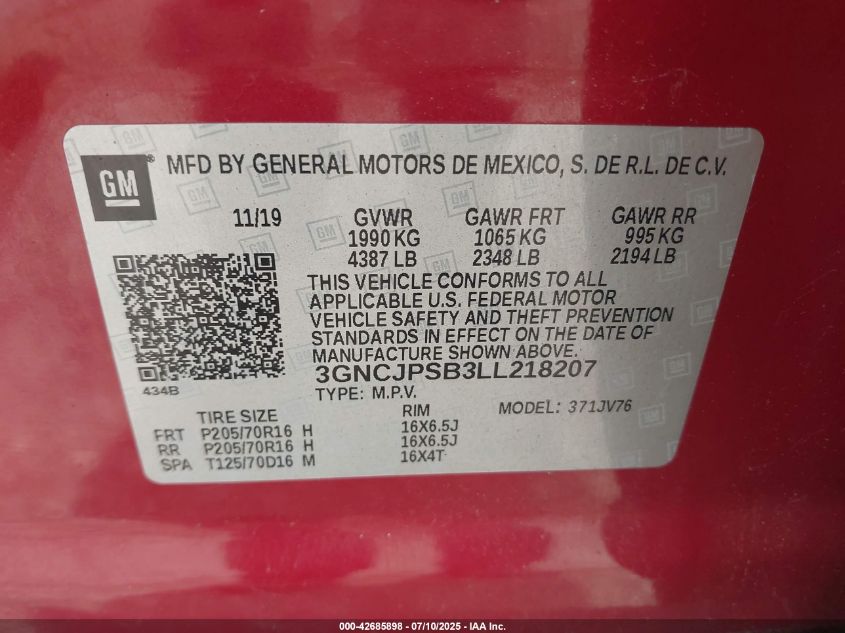 GM
MFD BY GENERAL MOTORS DE MEXICO, S. DE R.L. DE C.V.
11/19 GVWR GAWR FRT GAWR RR
1990 KG 1065 KG 995 KG
4387 LB 2348 LB 2194 LB
THIS VEHICLE CONFORMS TO ALL
APPLICABLE U.S. FEDERAL MOTOR
VEHICLE SAFETY AND THEFT PREVENTION
STANDARDS IN EFFECT ON THE DATE OF
MANUFACTURE SHOWN ABOVE.
434B
3GNCJPSB3LL218207
TYPE: M.P.V. MODEL: 371JV76
TIRE SIZE RIM
FRT P205/70R16 H 16X6.5J
RR P205/70R16 H 16X6.5J
SPA T125/70D16 M 16X4T
000-42685898 - 07/10/2025 - IAA Inc.